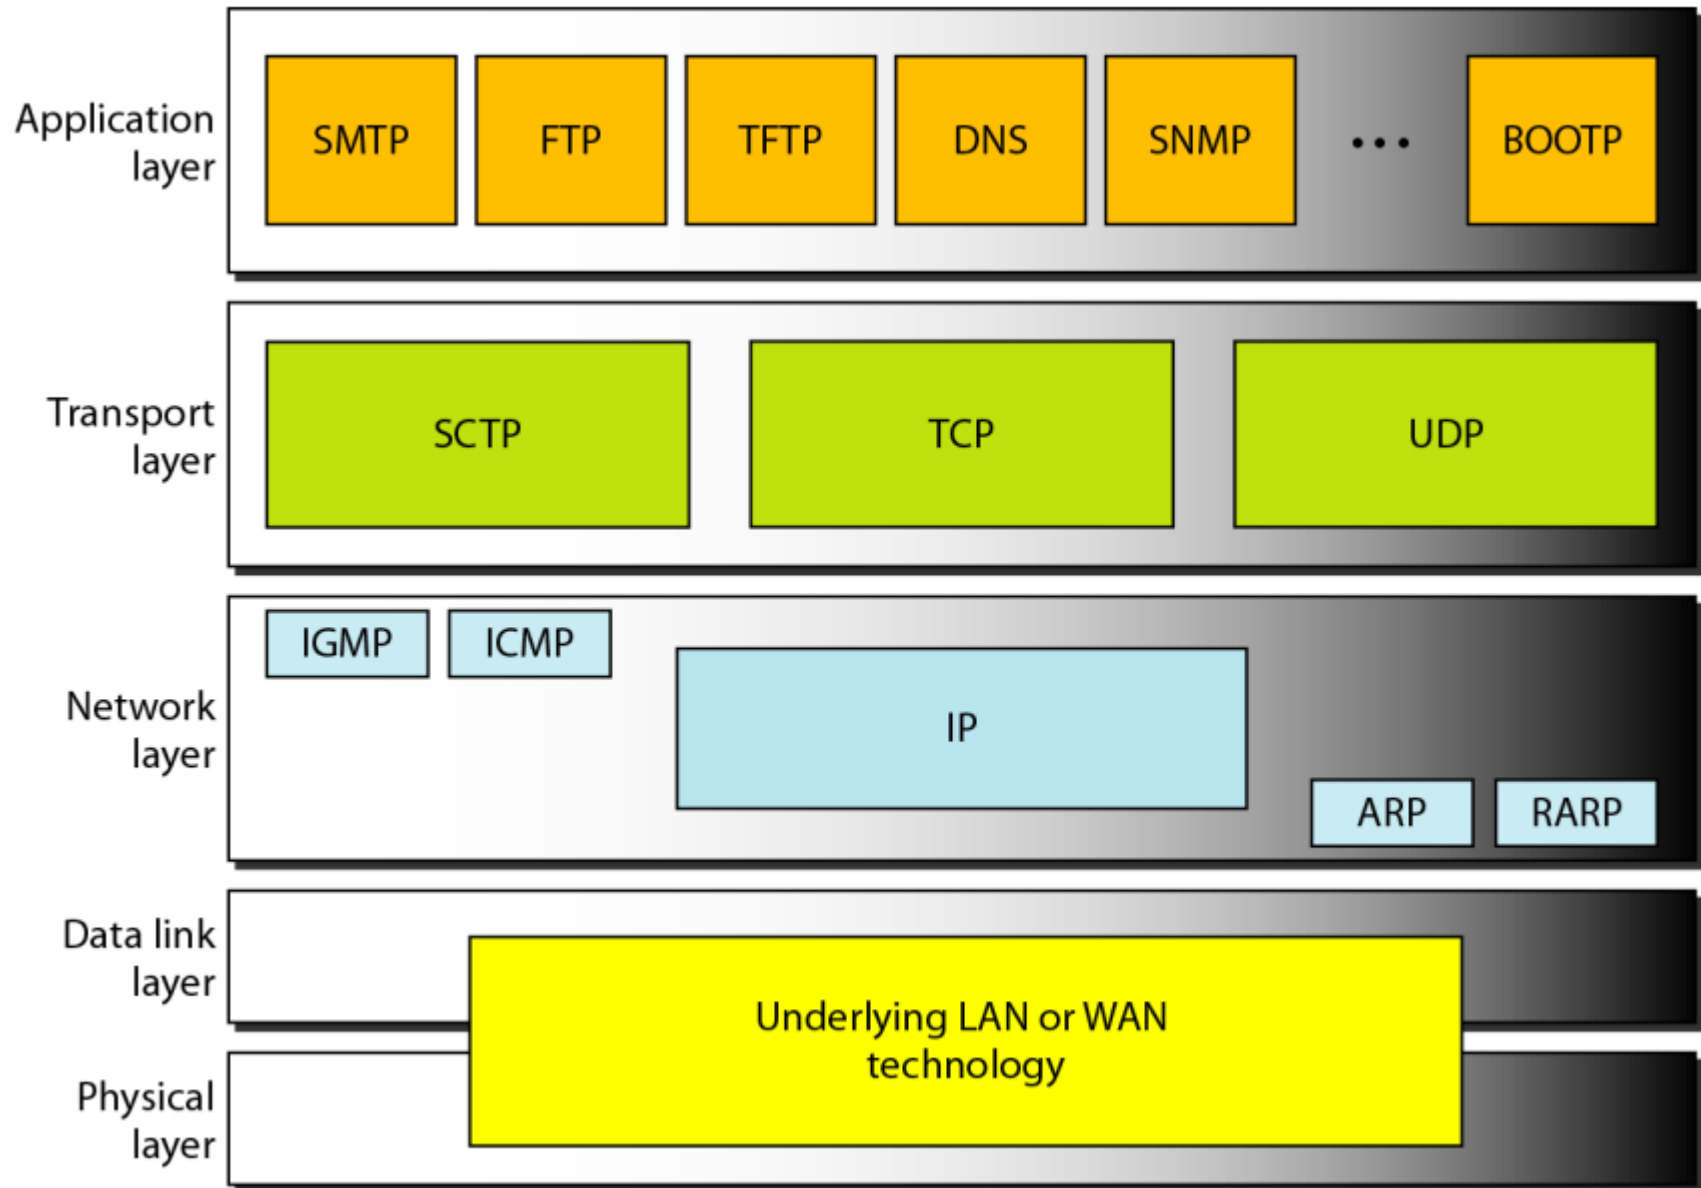 Application
layer
SMTP
FTP
TFTP
DNS
SNMP
...
BOOTP
Transport
layer
SCTP
TCP
UDP
Network
layer
IGMP
ICMP
IP
ARP
RARP
Data link
layer
Underlying LAN or WAN
technology
Physical
layer